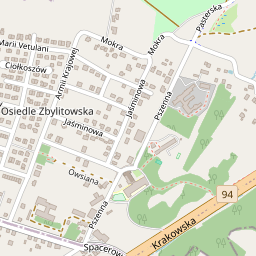 Pasterska
Mokra
Mokra
Marii Vetulani
Armii Krajowej
Ciołkoszów
Jaśminowa
Pszenna
Osiedle Zbylitowska
Jaśminowa
Owsiana
94
Pszenna
Krakowska
Spacerowa